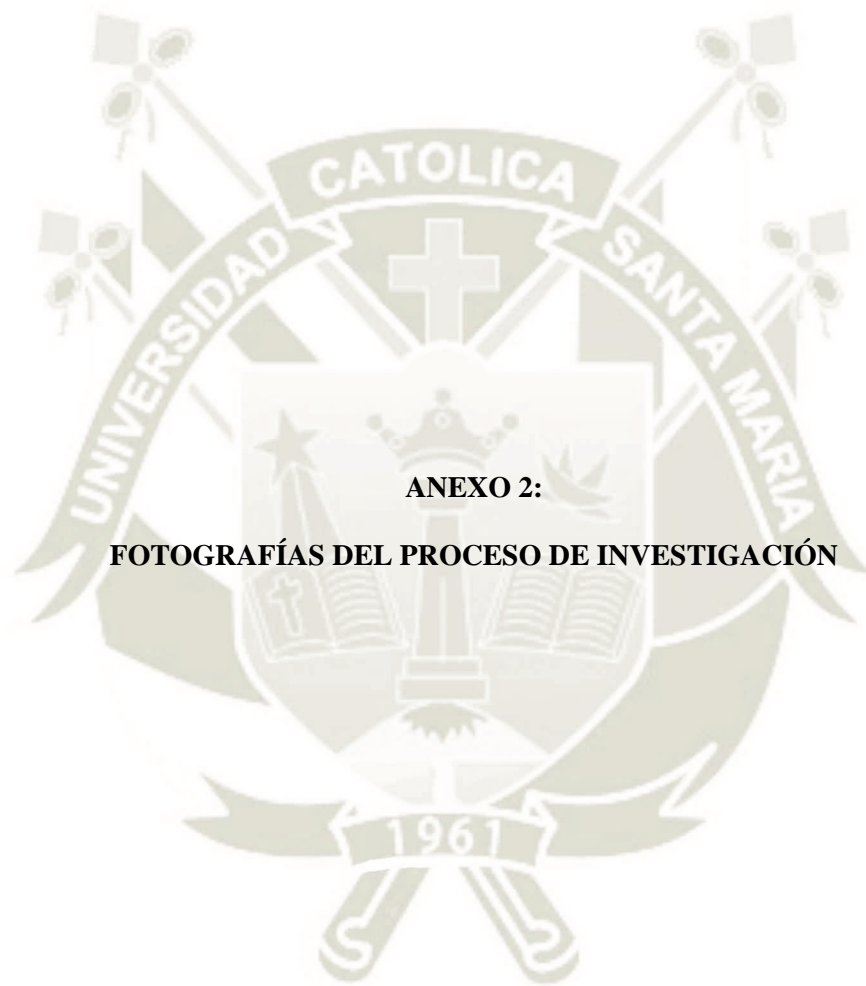 CATOLICA
UNIVERSIDAD
SANTA MARIA
ANEXO 2:
FOTOGRAFÍAS DEL PROCESO DE INVESTIGACIÓN
1961